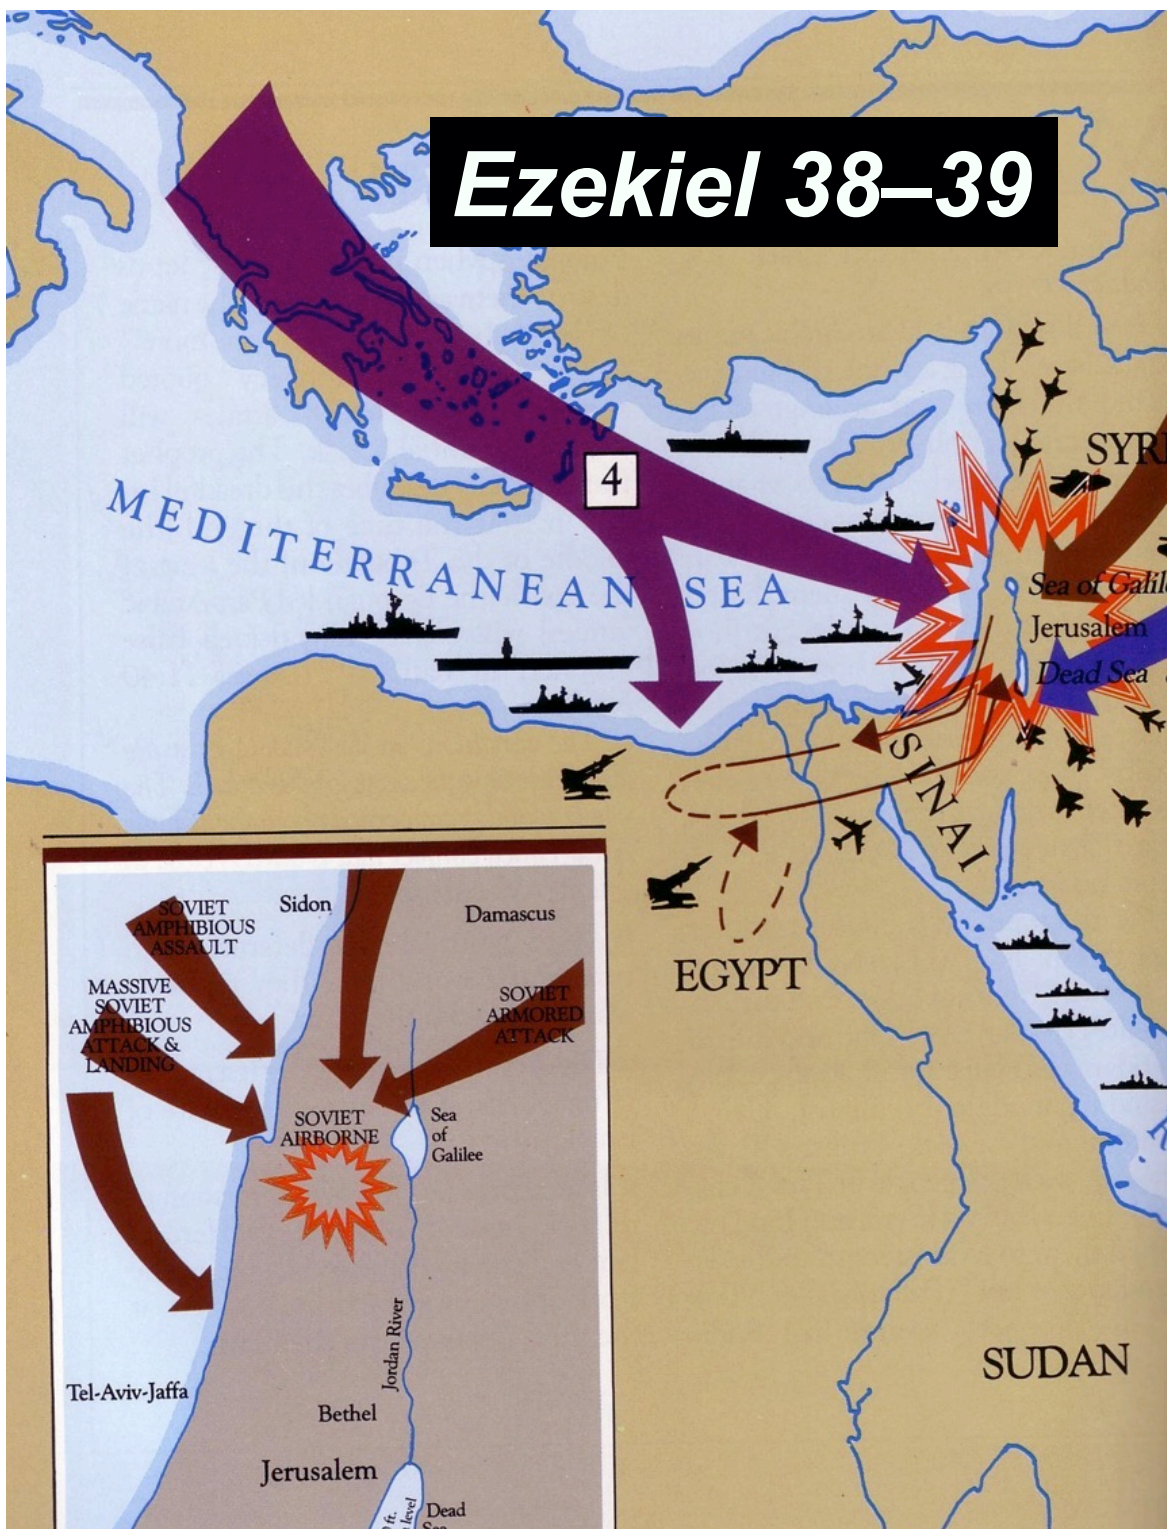 Ezekiel 38–39
4
MEDITERRANEAN SEA
Sea of
Jerusalem
Dead Sea
SINAI
EGYPT
SUDAN
SOVIET
AMPHIBIOUS
ASSAULT
MASSIVE
SOVIET
AMPHIBIOUS
ATTACK &
LANDING
Sidon
Damascus
SOVIET
ARMORED
ATTACK
SOVIET
AIRBORNE
Sea
of
Galilee
Jordan River
Tel-Aviv-Jaffa
Bethel
Jerusalem
ft.
level
Dead